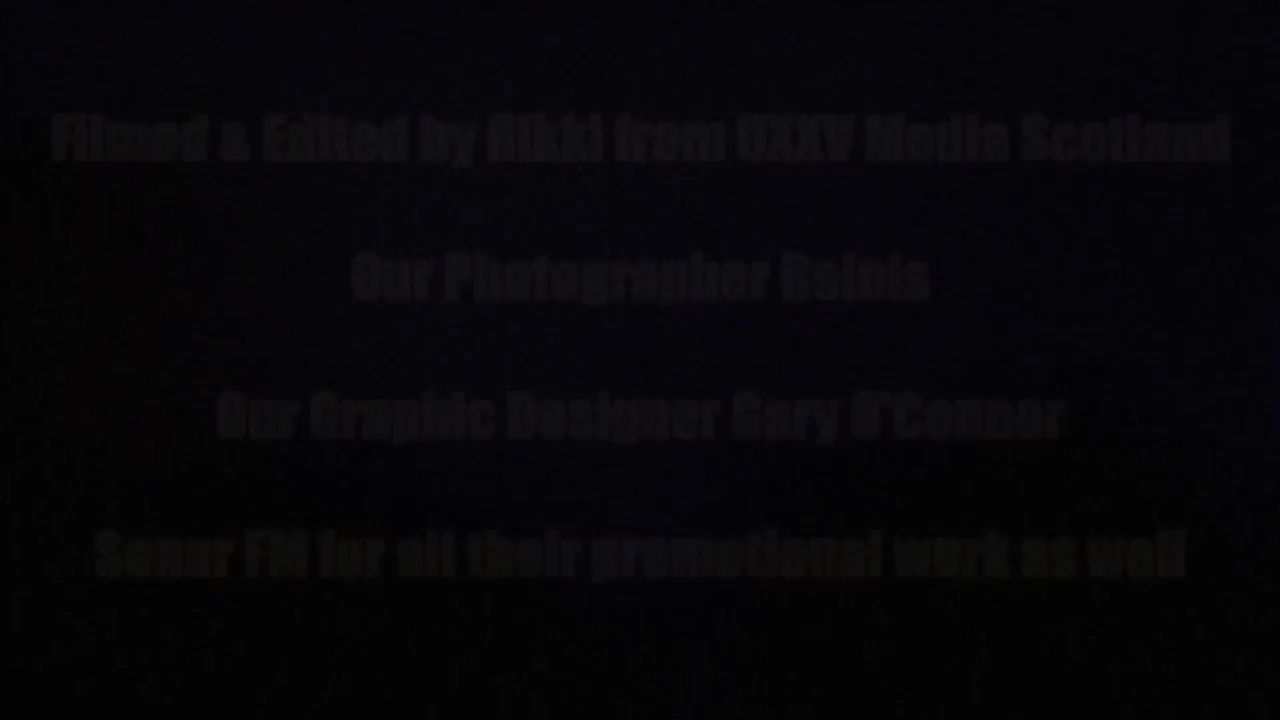 Filmed & Edited by Nikki from Media Scotland
Our Photographer
Our Graphic Designer Gary O'Connor
Sonar FM for all their promotional work as well